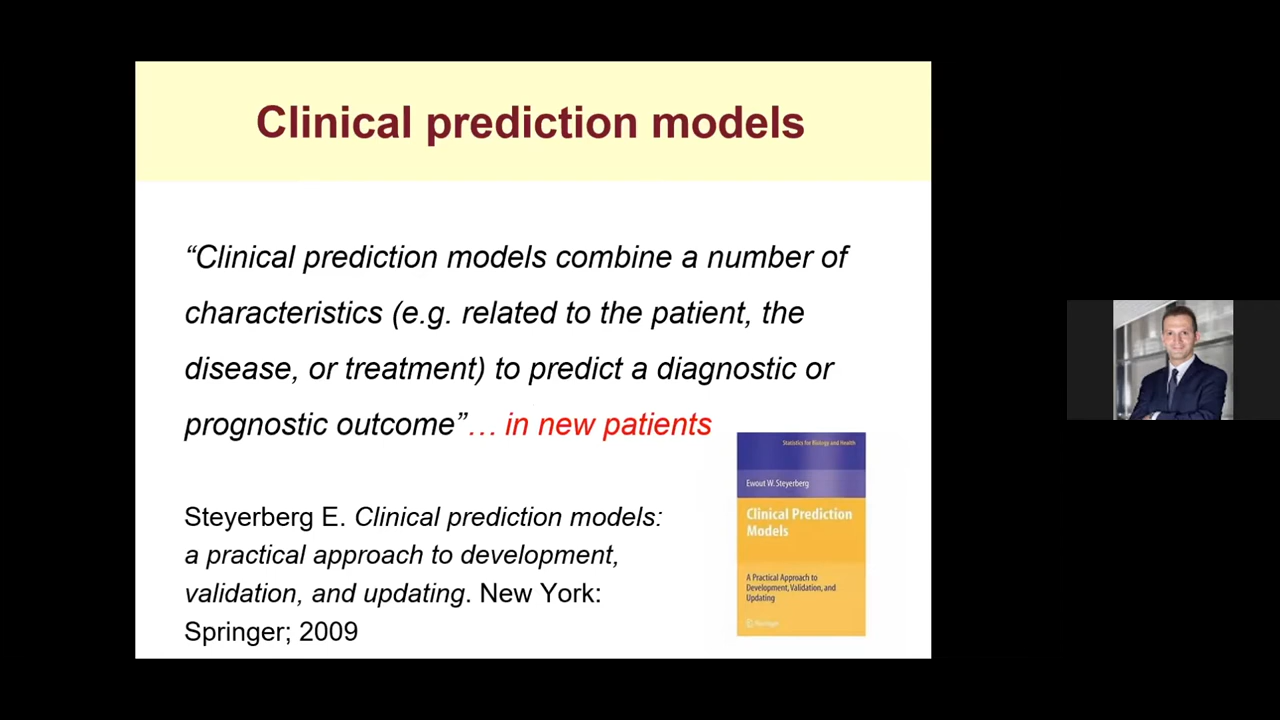 Clinical prediction models
“Clinical prediction models combine a number of
characteristics (e.g. related to the patient, the
disease, or treatment) to predict a diagnostic or
prognostic outcome”… in new patients
Steyerberg E. Clinical prediction models:
a practical approach to development,
validation, and updating. New York:
Springer; 2009
Statistics for Biology and Health
Ewout W. Steyerberg
Clinical Prediction
Models
A Practical Approach to
Development, Validation, and
Updating
Springer